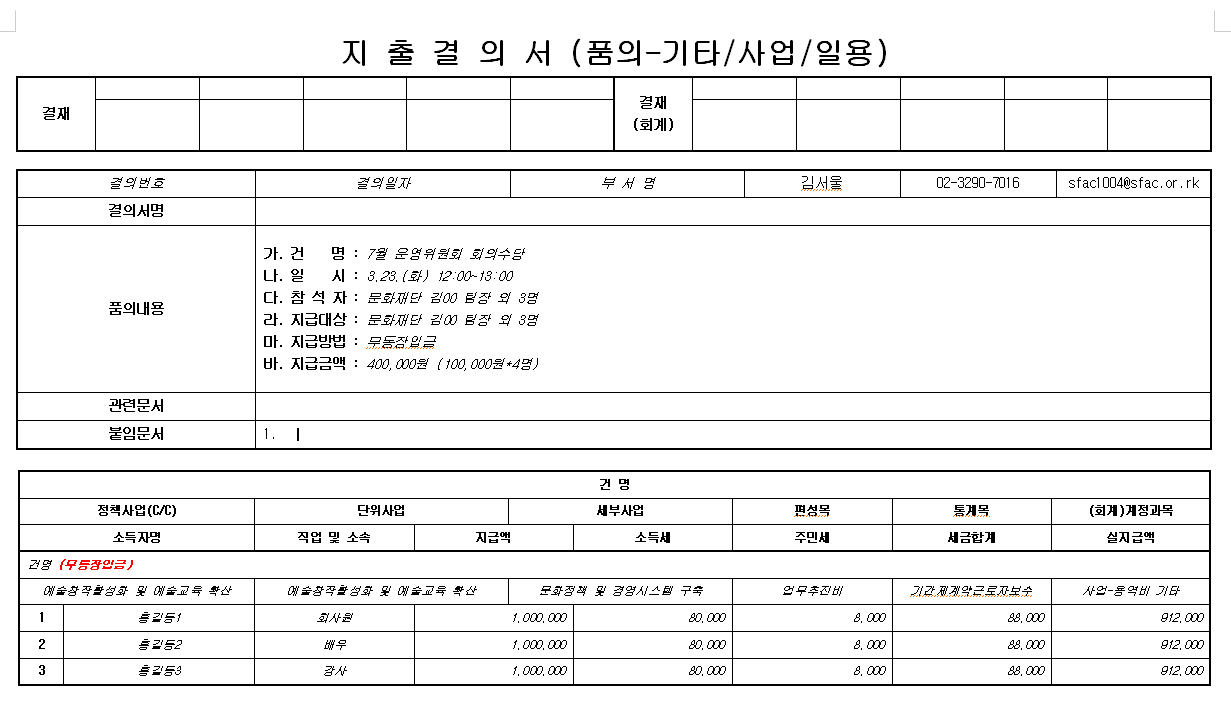 지 출 결 의 서 (품의-기타/사업/일용)
결재
결재
(회계)
결의번호 결의일자 부 서 명 김서울 02-3290-7016 sfac1004@sfac.or.rk
결의서명
품의내용
가. 건 명 : 7월 운영위원회 회의수당
나. 일 시 : 3.23.(화) 12:00~13:00
다. 참 석 자 : 문화재단 김00 팀장 외 3명
라. 지급대상 : 문화재단 김00 팀장 외 3명
마. 지급방법 : 무통장입금
바. 지급금액 : 400,000원 (100,000원*4명)
관련문서
붙임문서 1.
건 명
정책사업(C/C) 단위사업 세부사업 편성목 통계목 (회계)계정과목
소득자명 직업 및 소속 지급액 소득세 주민세 세금합계 실지급액
건명 (무통장입금)
예술창작활성화 및 예술교육 확산 예술창작활성화 및 예술교육 확산 문화정책 및 경영시스템 구축 업무추진비 기간제계약근로자보수 사업-용역비 기타
1 홍길동1 회사원 1,000,000 80,000 8,000 88,000 912,000
2 홍길동2 배우 1,000,000 80,000 8,000 88,000 912,000
3 홍길동3 강사 1,000,000 80,000 8,000 88,000 912,000